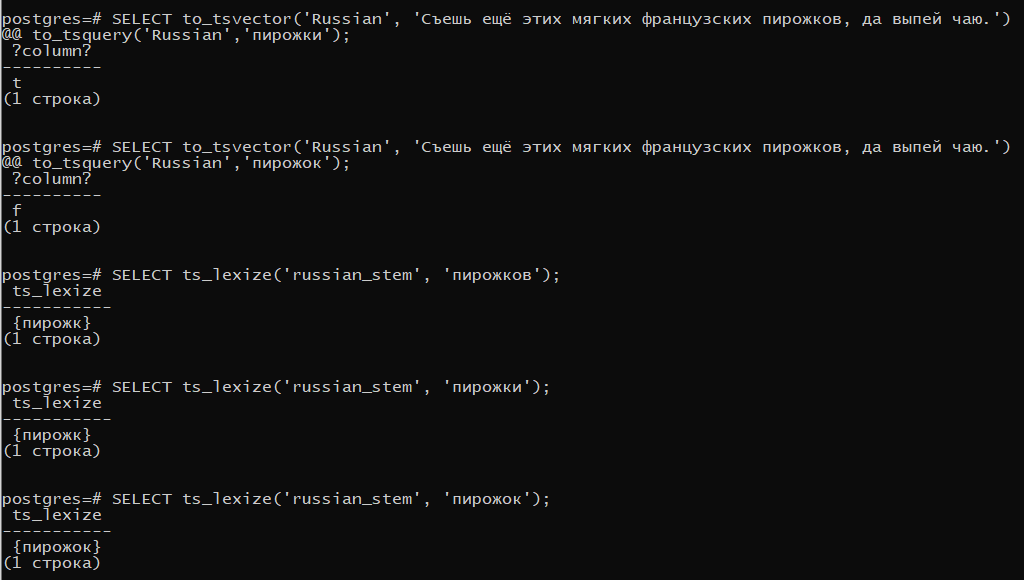 postgres=# SELECT to_tsvector('Russian', 'Съешь ещё этих мягких французских пирожков, да выпей чаю.')
@@ to_tsquery('Russian','пирожки');
?column?
----------
t
(1 строка)
postgres=# SELECT to_tsvector('Russian', 'Съешь ещё этих мягких французских пирожков, да выпей чаю.')
@@ to_tsquery('Russian','пирожок');
?column?
----------
f
(1 строка)
postgres=# SELECT ts_lexize('russian_stem', 'пирожков');
ts_lexize
-----------
{пирожк}
(1 строка)
postgres=# SELECT ts_lexize('russian_stem', 'пирожки');
ts_lexize
-----------
{пирожк}
(1 строка)
postgres=# SELECT ts_lexize('russian_stem', 'пирожок');
ts_lexize
-----------
{пирожок}
(1 строка)